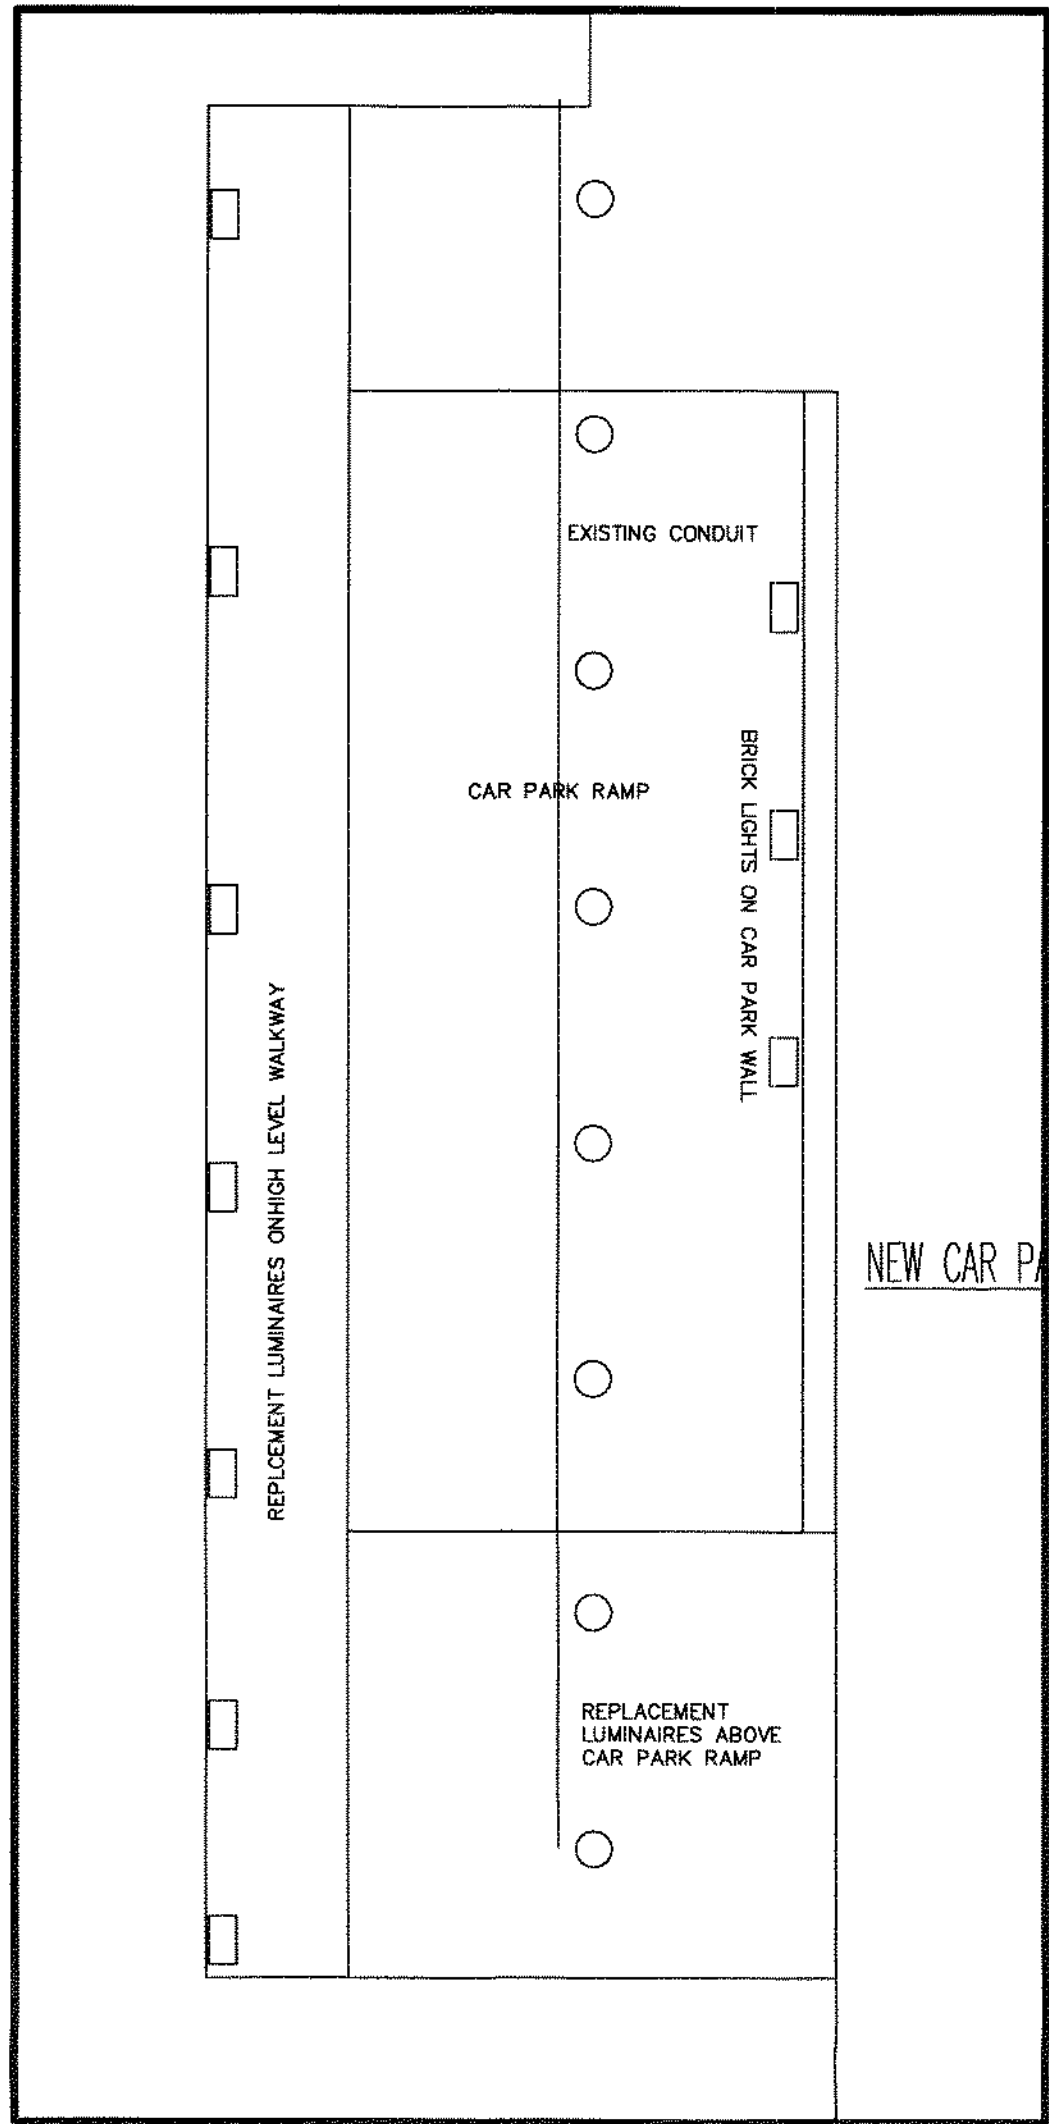 EXISTING CONDUIT
CAR PARK RAMP
BRICK LIGHTS ON CAR PARK WALL
REPLCEMENT LUMINAIRES ONHIGH LEVEL WALKWAY
NEW CAR PA
REPLACEMENT
LUMINAIRES ABOVE
CAR PARK RAMP